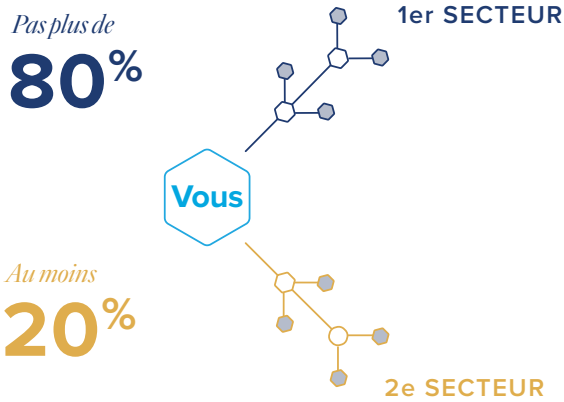 Pas plus de
80%
1er SECTEUR
Vous
Au moins
20%
2e SECTEUR